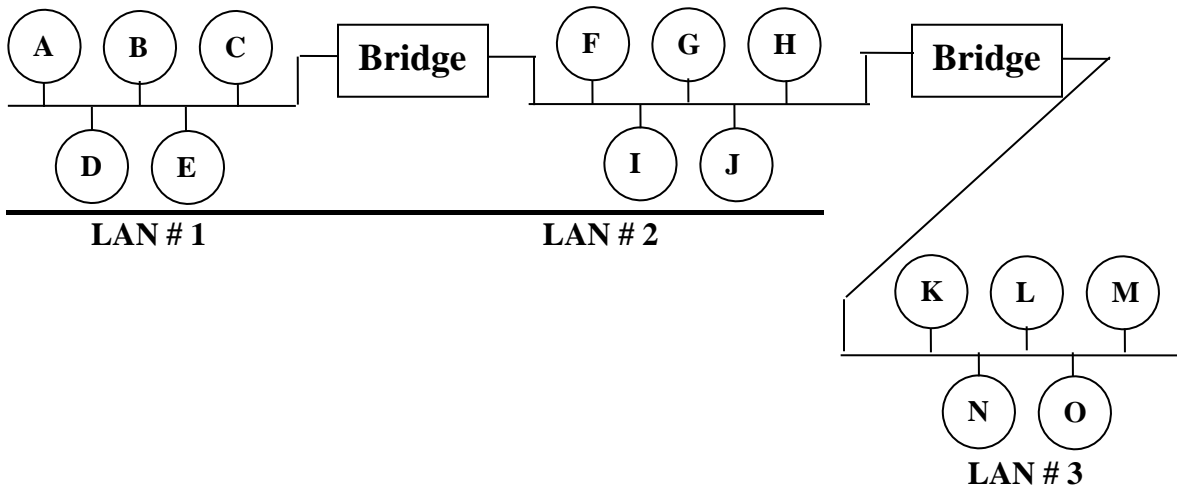 A B C Bridge F G H Bridge
D E I J
LAN # 1 LAN # 2
K L M
N O
LAN # 3